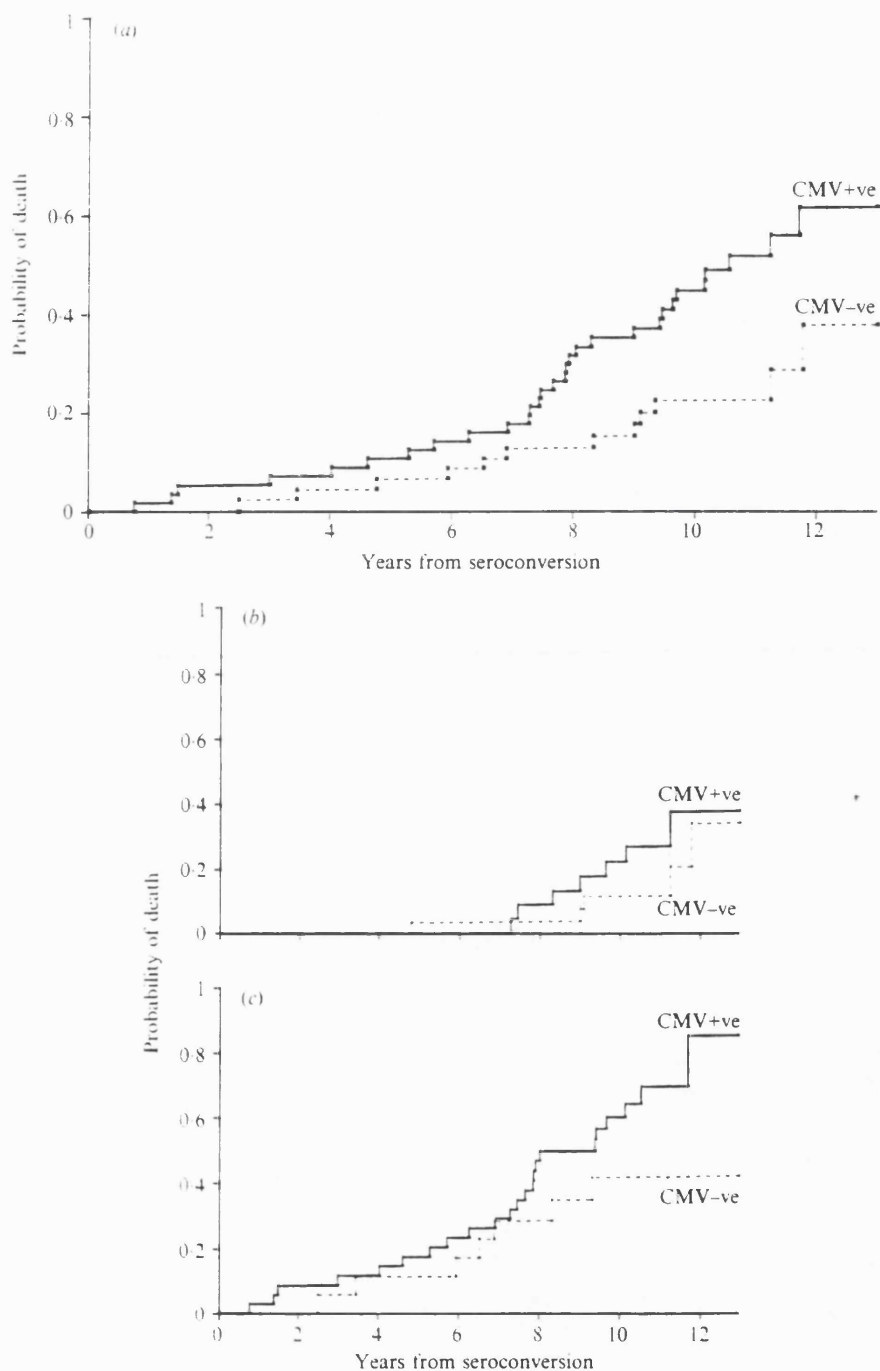 (a)
1
0·8
0·6
0·4
0·2
0
Probability of death
CMV+ve
CMV–ve
0 2 4 6 8 10 12
Years from seroconversion
(b)
1
0·8
0·6
0·4
0·2
0
CMV+ve
CMV–ve
Probability of death
(c)
1
0·8
0·6
0·4
0·2
0
CMV+ve
CMV–ve
0 2 4 6 8 10 12
Years from seroconversion